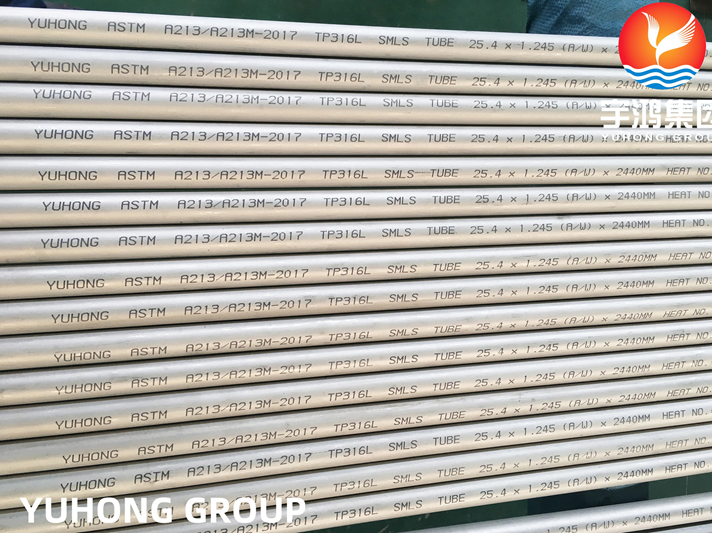 YUHONG ASTM A213/A213M-2017 TP316L SMLS TUBE 25.4 × 1.245 (A/W) ×
YUHONG ASTM A213/A213M-2017 TP316L SMLS TUBE 25.4 × 1.245 (A/W) × 2440
宇鸿集团
YUHONG GROUP
YUHONG ASTM A213/A213M-2017 TP316L SMLS TUBE 25.4 × 1.245 (A/W) ×
YUHONG ASTM A213/A213M-2017 TP316L SMLS TUBE 25.4 × 1.245 (A/W) × 2440MM HEAT NO.
YUHONG ASTM A213/A213M-2017 TP316L SMLS TUBE 25.4 × 1.245 (A/W) × 2440MM HEAT NO.
YUHONG ASTM A213/A213M-2017 TP316L SMLS TUBE 25.4 × 1.245 (A/W) × 2440MM HEAT NO.
YUHONG ASTM A213/A213M-2017 TP316L SMLS TUBE 25.4 × 1.245 (A/W) × 2440MM HEAT NO.
YUHONG ASTM A213/A213M-2017 TP316L SMLS TUBE 25.4 × 1.245 (A/W) × 2440MM HEAT NO.
YUHONG ASTM A213/A213M-2017 TP316L SMLS TUBE 25.4 × 1.245 (A/W) × 2440MM HEAT NO.
YUHONG ASTM A213/A213M-2017 TP316L SMLS TUBE 25.4 × 1.245 (A/W) × 2440MM HEAT NO.
YUHONG ASTM A213/A213M-2017 TP316L SMLS TUBE 25.4 × 1.245 (A/W) × 2440MM HEAT NO.
YUHONG ASTM A213/A213M-2017 TP316L SMLS TUBE 25.4 × 1.245 (A/W) × 2440MM HEAT NO.
YUHONG ASTM A213/A213M-2017 TP316L SMLS TUBE 25.4 × 1.245 (A/W) × 2440MM HEAT NO.
YUHONG ASTM A213/A213M-2017 TP316L SMLS TUBE 25.4 × 1.245 (A/W) × 2440MM HEAT NO.
YUHONG ASTM A213/A213M-2017 TP316L SMLS TUBE 25.4 × 1.245 (A/W) × 2440MM HEAT NO.
YUHONG GROUP